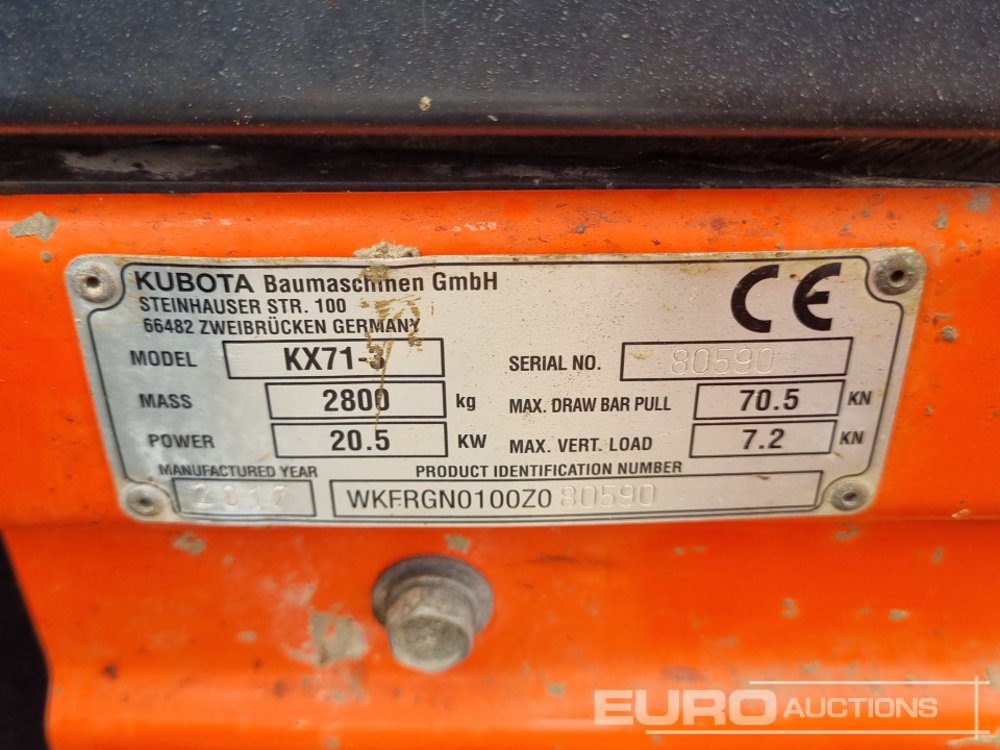 KUBOTA Baumaschinen GmbH
STEINHAUSER STR. 100
66482 ZWEIBRÜCKEN GERMANY
CE
MODEL KX71-3 SERIAL NO. 80590
MASS 2800 kg MAX. DRAW BAR PULL 70.5 KN
POWER 20.5 KW MAX. VERT. LOAD 7.2 KN
MANUFACTURED YEAR PRODUCT IDENTIFICATION NUMBER
2017 WKFRGN0100Z080590
EURO AUCTIONS